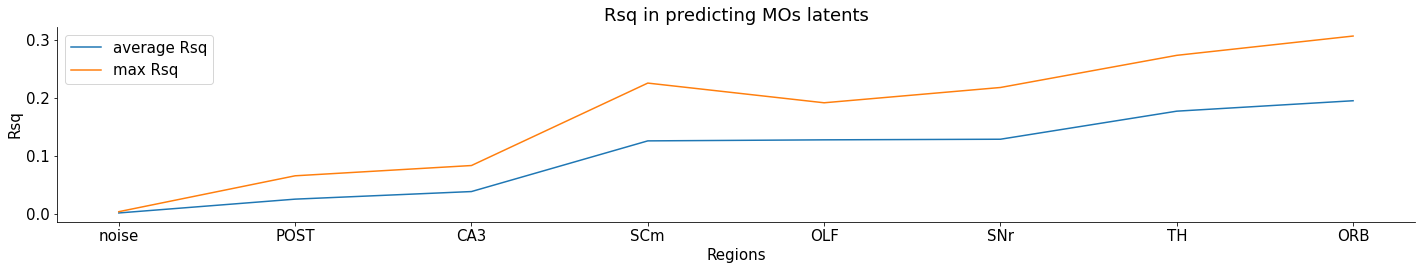 Rsq in predicting MOs latents
average Rsq
max Rsq
Rsq
0.3
0.2
0.1
0.0
noise POST CA3 SCm OLF SNr TH ORB
Regions